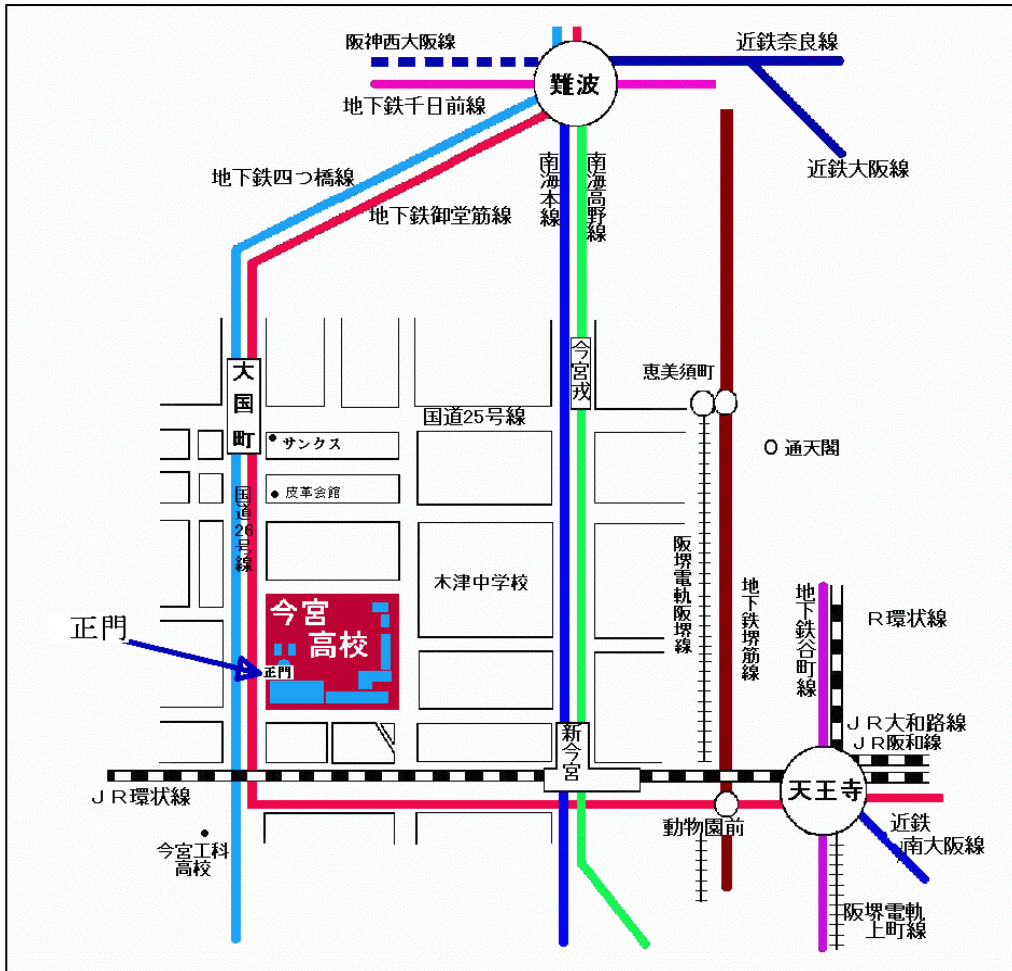 阪神西大阪線
近鉄奈良線
難波
地下鉄千日前線
近鉄大阪線
地下鉄四つ橋線
地下鉄御堂筋線
南海本線
南海高野線
大国町
今宮戎
恵美須町
国道25号線
サンクス
通天閣
皮革会館
国道26号線
木津中学校
阪堺電軌阪堺線
地下鉄堺筋線
地下鉄谷町線
今宮
高校
正門
正門
R環状線
JR大和路線
JR阪和線
新今宮
天王寺
JR環状線
動物園前
近鉄
南大阪線
今宮工科
高校
阪堺電軌
上町線